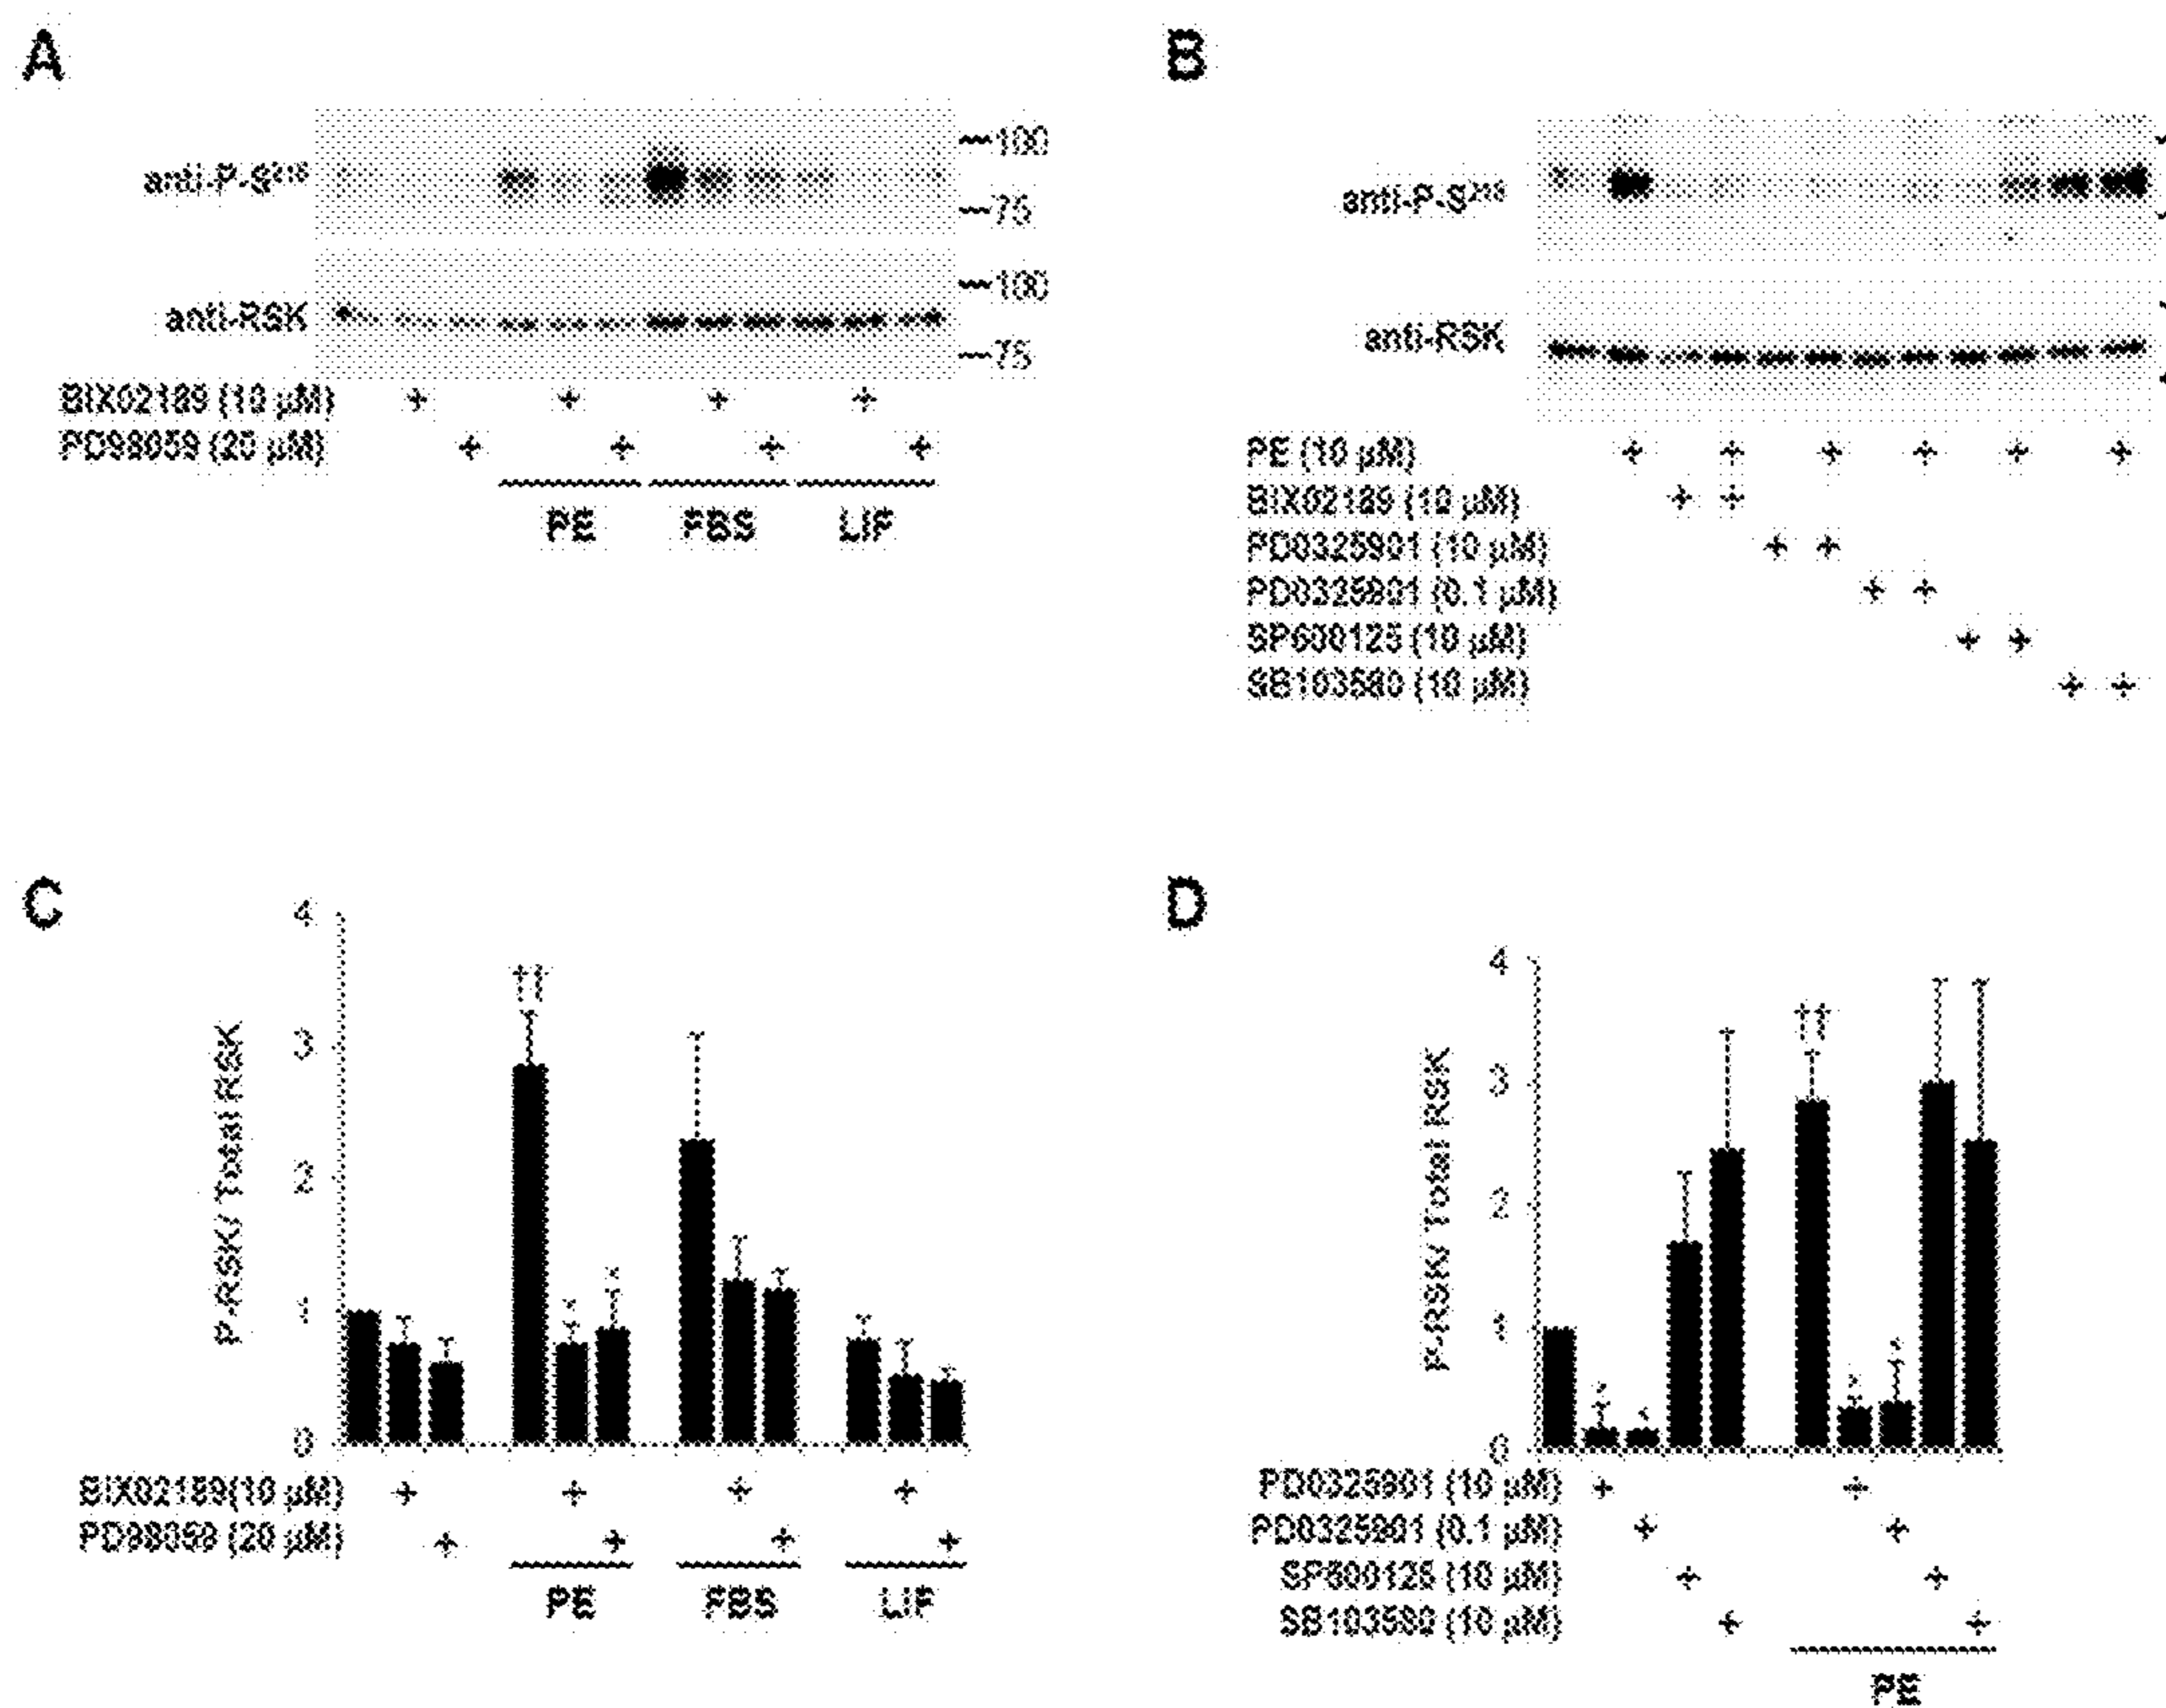 A
100
anti-P-S²¹⁸
75
100
anti-RSK
75
BIX02189 (10 μM) +  +  +  +
PD98059 (20 μM) +  +  +  +
PE FBS LIF
B
anti-P-S²¹⁸
anti-RSK
PE (10 μM) + + + + + +
BIX02189 (10 μM) + +
PD0325901 (10 μM) + +
PD0325901 (0.1 μM) + +
SP600125 (10 μM) + +
SB103580 (10 μM) + +
C
P-RSK/ Total RSK
4
††
3
2
1
0
BIX02189(10 μM) + + + +
PD98059 (20 μM) + + + +
PE FBS LIF
D
P-RSK/ Total RSK
4
††
3
2
1
0
PD0325901 (10 μM) + +
PD0325901 (0.1 μM) + +
SP600125 (10 μM) + +
SB103580 (10 μM) + +
PE